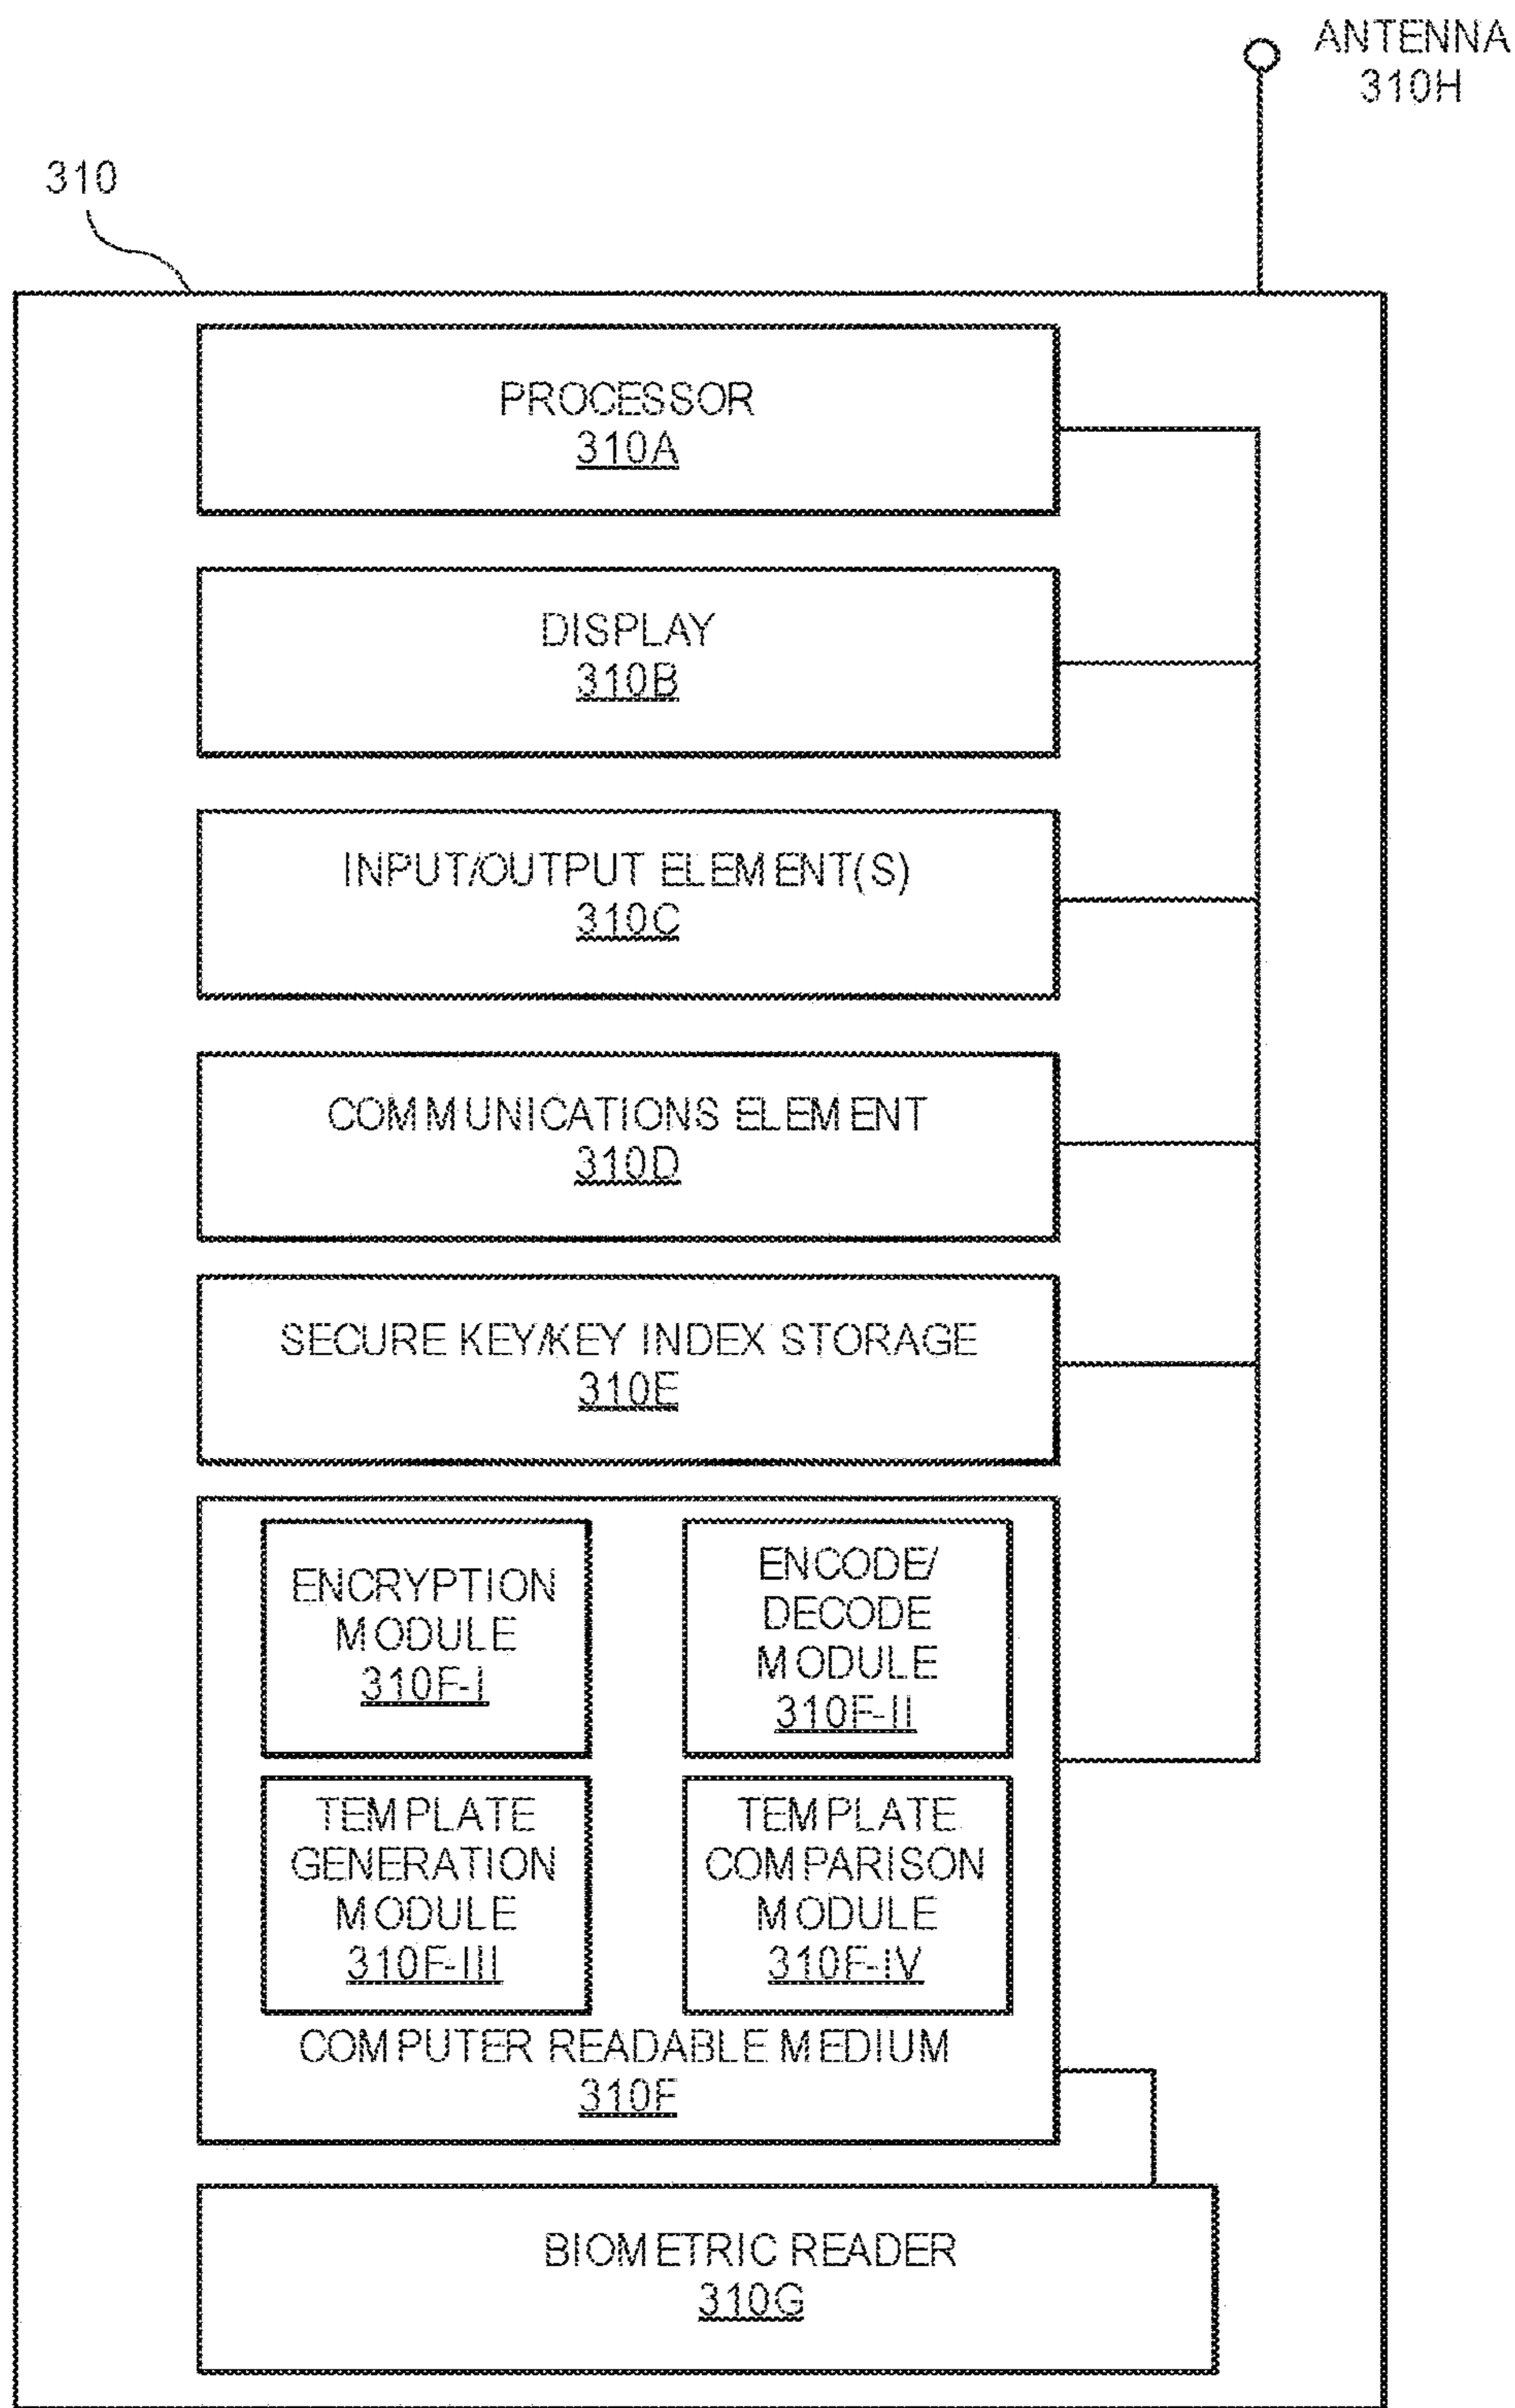 ANTENNA
310H
310
PROCESSOR
310A
DISPLAY
310B
INPUT/OUTPUT ELEMENT(S)
310C
COMMUNICATIONS ELEMENT
310D
SECURE KEY/KEY INDEX STORAGE
310E
ENCRYPTION
MODULE
310F-I
ENCODE/
DECODE
MODULE
310F-II
TEMPLATE
GENERATION
MODULE
310F-III
TEMPLATE
COMPARISON
MODULE
310F-IV
COMPUTER READABLE MEDIUM
310F
BIOMETRIC READER
310G